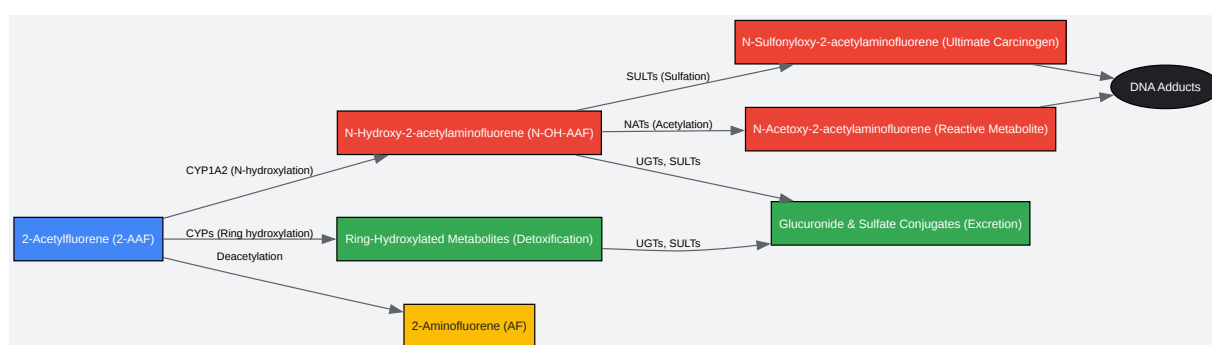 N-Sulfonyloxy-2-acetylaminofluorene (Ultimate Carcinogen)
SULTs (Sulfation)
DNA Adducts
N-Hydroxy-2-acetylaminofluorene (N-OH-AAF)
NATs (Acetylation)
N-Acetoxy-2-acetylaminofluorene (Reactive Metabolite)
CYP1A2 (N-hydroxylation)
UGTs, SULTs
2-Acetylfluorene (2-AAF)
CYPs (Ring hydroxylation)
Ring-Hydroxylated Metabolites (Detoxification)
UGTs, SULTs
Glucuronide & Sulfate Conjugates (Excretion)
Deacetylation
2-Aminofluorene (AF)